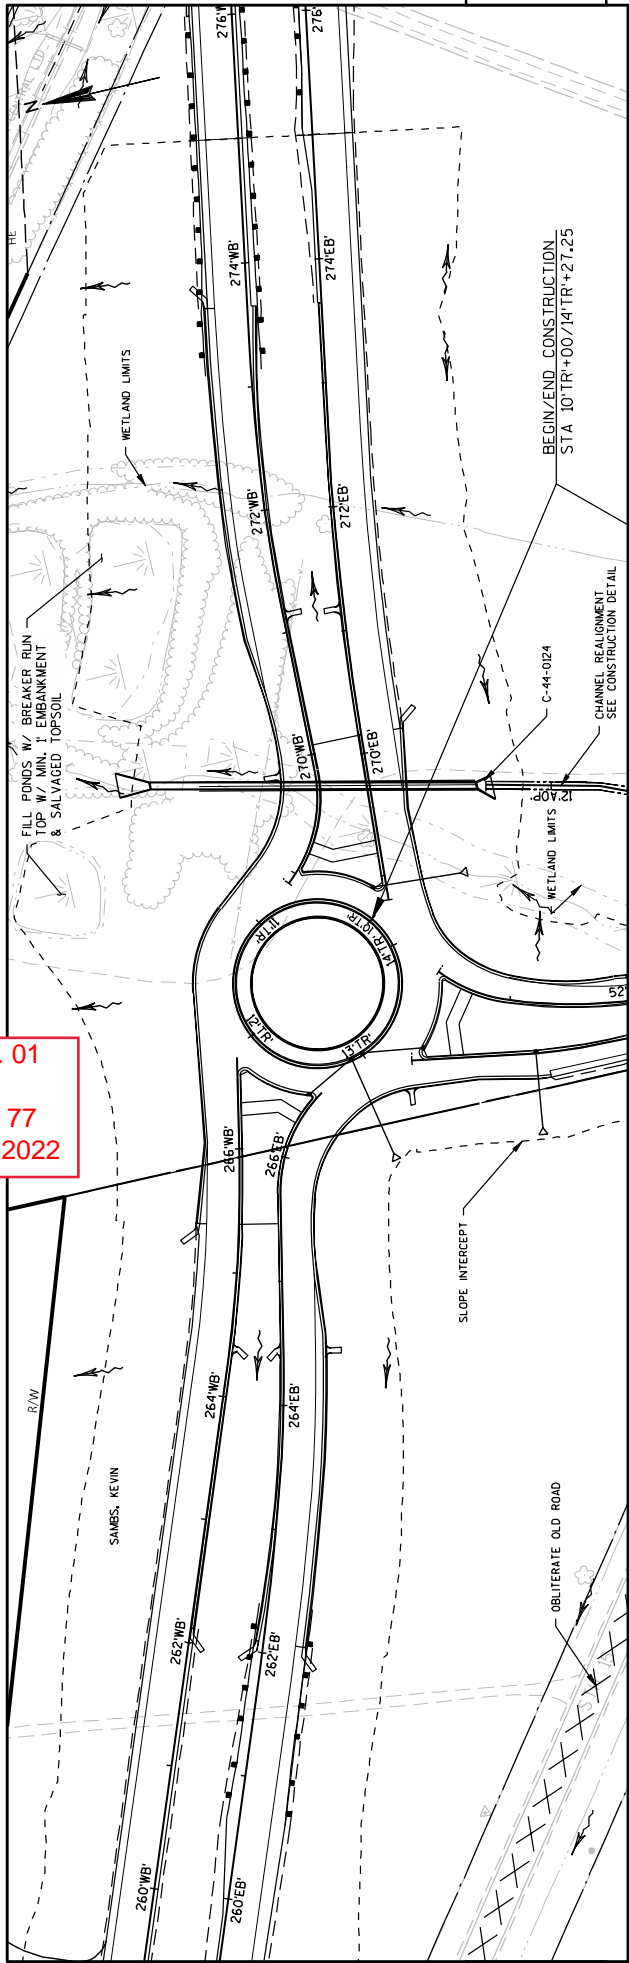 276'W
276'
N
HE
274'WB'
274'EB'
BEGIN/END CONSTRUCTION
STA 10'TR'+00/14'TR'+27.25
WETLAND LIMITS
272'WB'
272'EB'
FILL PONDS W/ BREAKER RUN
TOP W/ MIN. 1' EMBANKMENT
& SALVAGED TOPSOIL
C-44-0124
CHANNEL REALIGNMENT
SEE CONSTRUCTION DETAIL
270'WB'
270'EB'
12'AOP'
WETLAND LIMITS
11'TR'
14'TR' 10'TR'
12'TR'
13'TR'
52'
. 01
77
2022
266'WB'
266'EB'
SLOPE INTERCEPT
R/W
264'WB'
264'EB'
SAMBS, KEVIN
OBLITERATE OLD ROAD
262'WB'
262'EB'
260'WB'
260'EB'